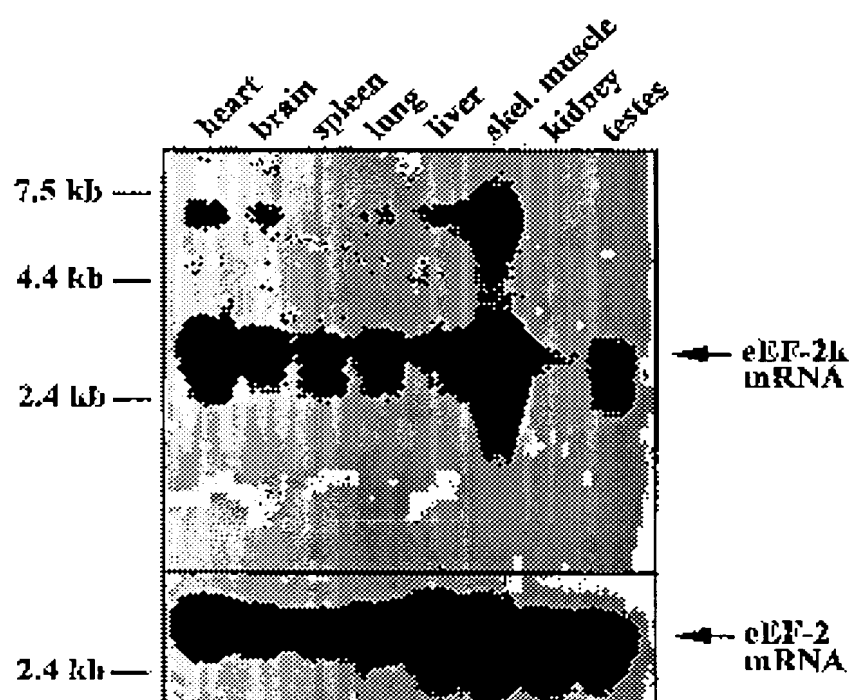 heart brain spleen lung liver skel. muscle kidney testes
7.5 kb
4.4 kb
eEF-2k
mRNA
2.4 kb
eEF-2
mRNA
2.4 kb